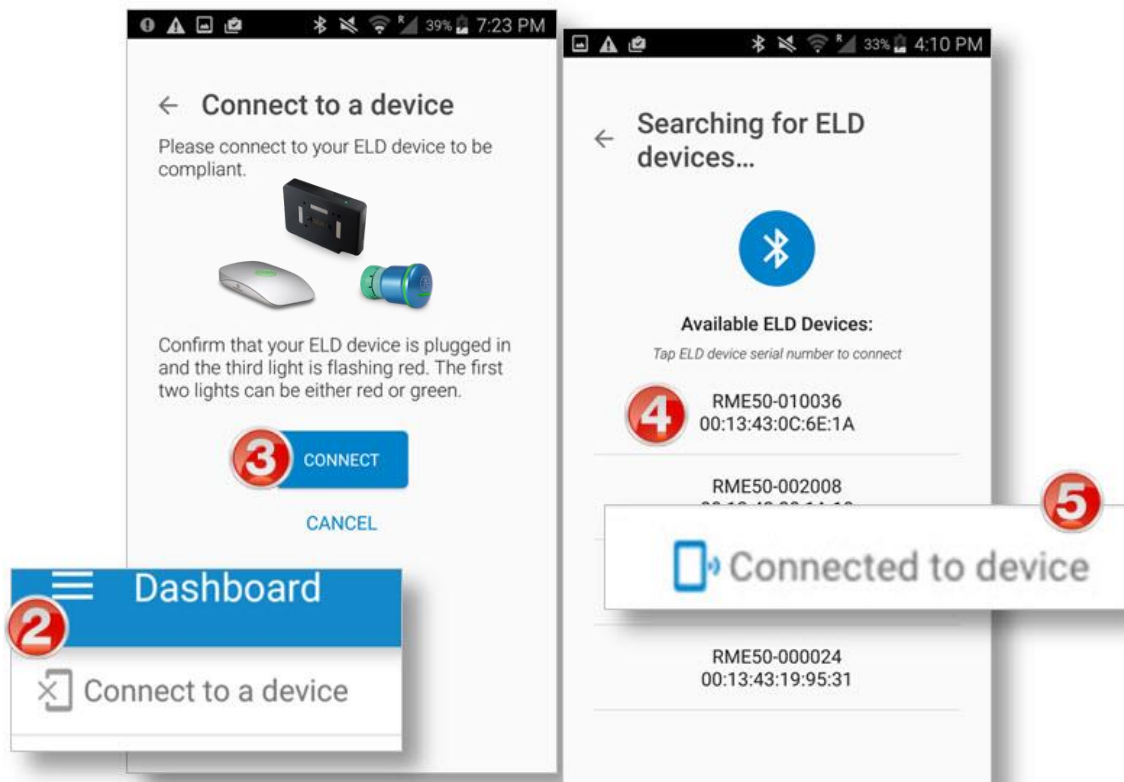 39% 7:23 PM
← Connect to a device
Please connect to your ELD device to be
compliant.
Confirm that your ELD device is plugged in
and the third light is flashing red. The first
two lights can be either red or green.
3 CONNECT
CANCEL
2 Dashboard
Connect to a device
R 33% 4:10 PM
← Searching for ELD
devices...
Available ELD Devices:
Tap ELD device serial number to connect
4 RME50-010036
00:13:43:0C:6E:1A
RME50-002008
5
Connected to device
RME50-000024
00:13:43:19:95:31